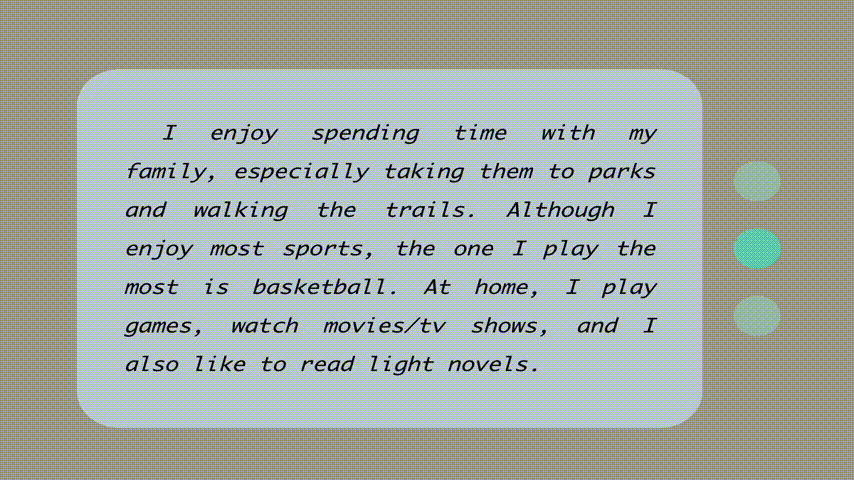 I enjoy spending time with my
family, especially taking them to parks
and walking the trails. Although I
enjoy most sports, the one I play the
most is basketball. At home, I play
games, watch movies/tv shows, and I
also like to read light novels.